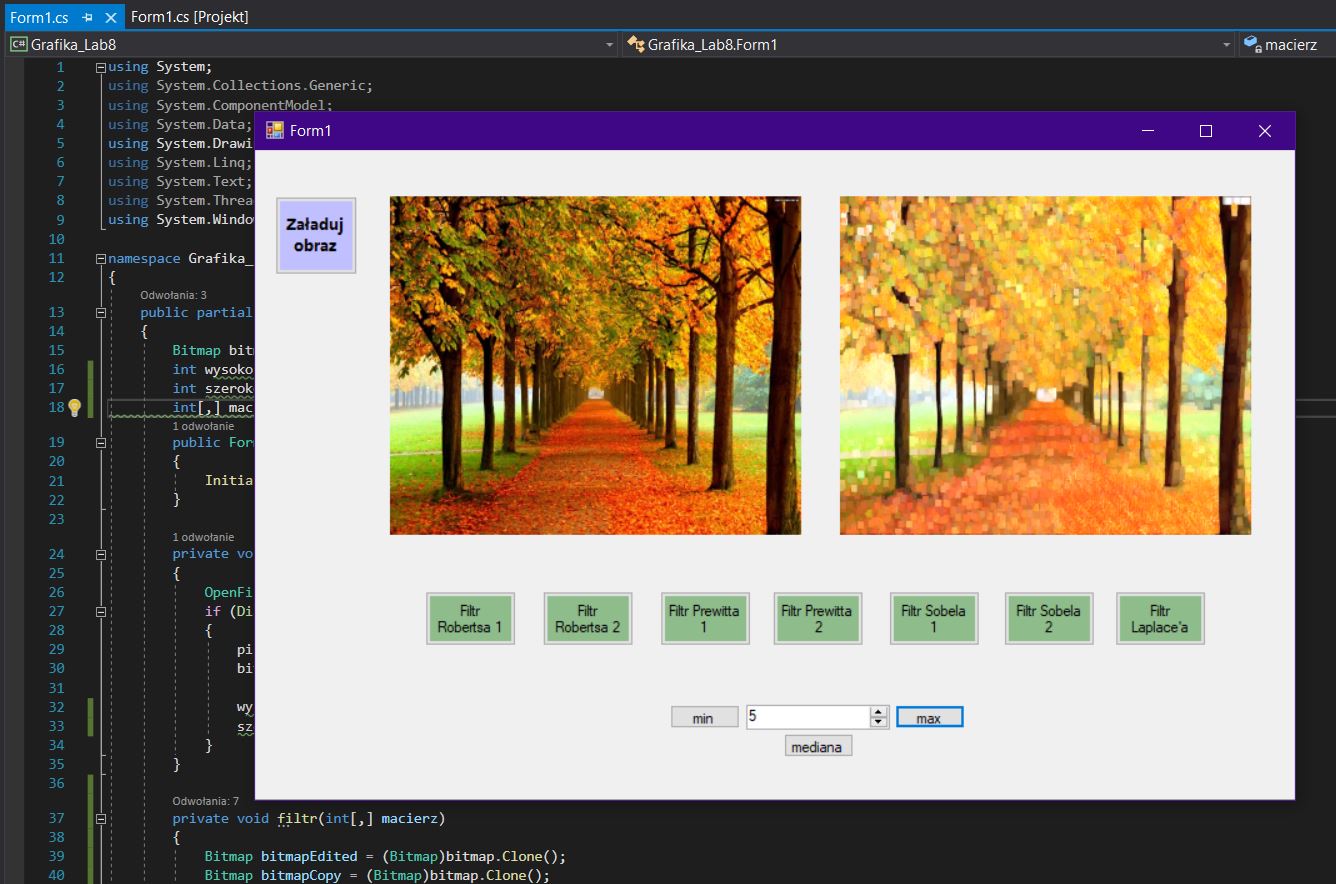 Form1.cs
Form1.cs [Projekt]
C# Grafika_Lab8
Grafika_Lab8.Form1
macierz
1 using System;
2 using System.Collections.Generic;
3 using System.ComponentModel;
4 using System.Data;
5 using System.Drawi
6 using System.Linq;
7 using System.Text;
8 using System.Threa
9 using System.Windo
10
11 namespace Grafika_
12 {
Odwołania: 3
13 public partial
14 {
15 Bitmap bit
16 int wysoko
17 int szerok
18 int[,] mac
1 odwołanie
19 public For
20 {
21 Initia
22 }
23
1 odwołanie
24 private vo
25 {
26 OpenFi
27 if (Di
28 {
29 pi
30 bi
31
32 wy
33 sz
34 }
35 }
36
Odwołania: 7
37 private void filtr(int[,] macierz)
38 {
39 Bitmap bitmapEdited = (Bitmap)bitmap.Clone();
40 Bitmap bitmapCopy = (Bitmap)bitmap.Clone();
Form1
Załaduj
obraz
Filtr
Robertsa 1
Filtr
Robertsa 2
Filtr Prewitta
1
Filtr Prewitta
2
Filtr Sobela
1
Filtr Sobela
2
Filtr
Laplace'a
min
5
max
mediana